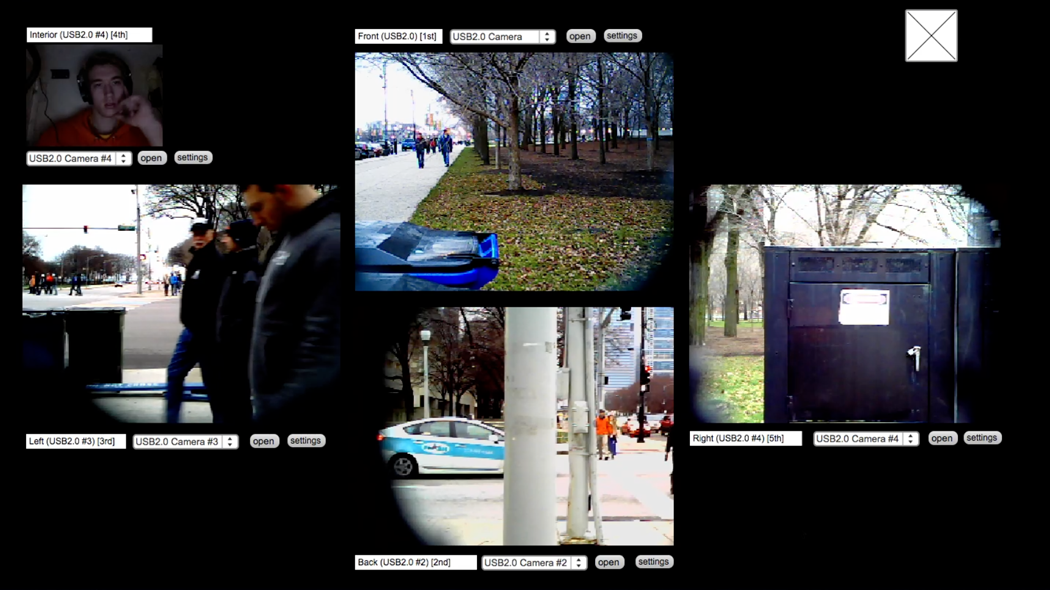 Interior (USB2.0 #4) [4th]
USB2.0 Camera #4 open settings
Front (USB2.0) [1st] USB2.0 Camera open settings
Left (USB2.0 #3) [3rd] USB2.0 Camera #3 open settings
Right (USB2.0 #4) [5th] USB2.0 Camera #4 open settings
Back (USB2.0 #2) [2nd] USB2.0 Camera #2 open settings